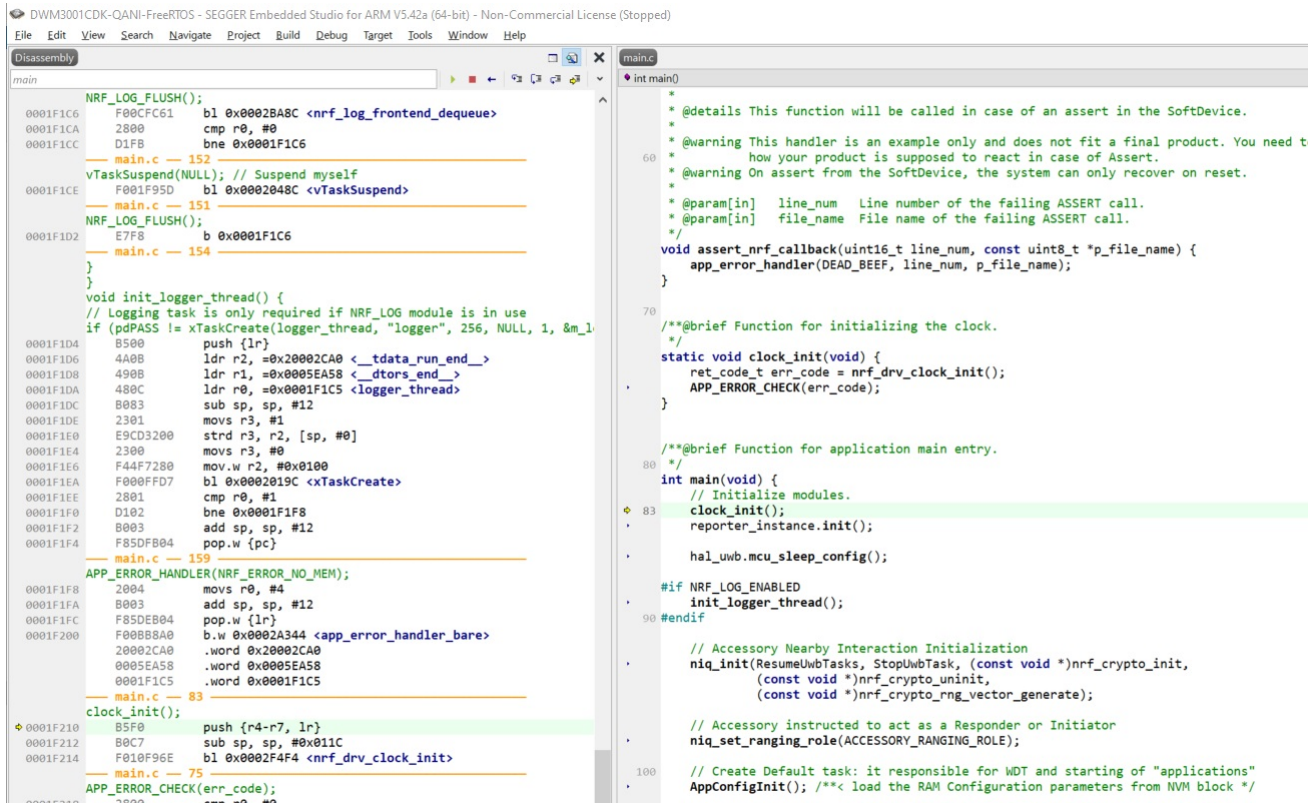 DWM3001CDK-QANI-FreeRTOS - SEGGER Embedded Studio for ARM V5.42a (64-bit) - Non-Commercial License (Stopped)
File Edit View Search Navigate Project Build Debug Target Tools Window Help
Disassembly
main
NRF_LOG_FLUSH();
0001F1C6 F00CFC61 bl 0x0002BA8C <nrf_log_frontend_dequeue>
0001F1CA 2800 cmp r0, #0
0001F1CC D1FB bne 0x0001F1C6
main.c — 152
vTaskSuspend(NULL); // Suspend myself
0001F1CE F001F95D bl 0x0002048C <vTaskSuspend>
main.c — 151
NRF_LOG_FLUSH();
0001F1D2 E7F8 b 0x0001F1C6
main.c — 154
}
}
void init_logger_thread() {
// Logging task is only required if NRF_LOG module is in use
if (pdPASS != xTaskCreate(logger_thread, "logger", 256, NULL, 1, &m_l
0001F1D4 B500 push {lr}
0001F1D6 4A0B ldr r2, =0x20002CA0 <__tdata_run_end__>
0001F1D8 490B ldr r1, =0x0005EA58 <__dtors_end__>
0001F1DA 480C ldr r0, =0x0001F1C5 <logger_thread>
0001F1DC B083 sub sp, sp, #12
0001F1DE 2301 movs r3, #1
0001F1E0 E9CD3200 strd r3, r2, [sp, #0]
0001F1E4 2300 movs r3, #0
0001F1E6 F44F7280 mov.w r2, #0x0100
0001F1EA F000FFD7 bl 0x0002019C <xTaskCreate>
0001F1EE 2801 cmp r0, #1
0001F1F0 D102 bne 0x0001F1F8
0001F1F2 B003 add sp, sp, #12
0001F1F4 F85DFB04 pop.w {pc}
main.c — 159
APP_ERROR_HANDLER(NRF_ERROR_NO_MEM);
0001F1F8 2004 movs r0, #4
0001F1FA B003 add sp, sp, #12
0001F1FC F85DEB04 pop.w {lr}
0001F200 F00BB8A0 b.w 0x0002A344 <app_error_handler_bare>
20002CA0 .word 0x20002CA0
0005EA58 .word 0x0005EA58
0001F1C5 .word 0x0001F1C5
main.c — 83
clock_init();
0001F210 B5F0 push {r4-r7, lr}
0001F212 B0C7 sub sp, sp, #0x011C
0001F214 F010F96E bl 0x0002F4F4 <nrf_drv_clock_init>
main.c — 75
APP_ERROR_CHECK(err_code);
main.c
int main()
*
* @details This function will be called in case of an assert in the SoftDevice.
*
* @warning This handler is an example only and does not fit a final product. You need to
60 * how your product is supposed to react in case of Assert.
* @warning On assert from the SoftDevice, the system can only recover on reset.
*
* @param[in] line_num Line number of the failing ASSERT call.
* @param[in] file_name File name of the failing ASSERT call.
*/
void assert_nrf_callback(uint16_t line_num, const uint8_t *p_file_name) {
app_error_handler(DEAD_BEEF, line_num, p_file_name);
}
70
/**@brief Function for initializing the clock.
*/
static void clock_init(void) {
ret_code_t err_code = nrf_drv_clock_init();
APP_ERROR_CHECK(err_code);
}
/**@brief Function for application main entry.
80 */
int main(void) {
// Initialize modules.
83 clock_init();
reporter_instance.init();
hal_uwb.mcu_sleep_config();
#if NRF_LOG_ENABLED
init_logger_thread();
90 #endif
// Accessory Nearby Interaction Initialization
niq_init(ResumeUwbTasks, StopUwbTask, (const void *)nrf_crypto_init,
(const void *)nrf_crypto_uninit,
(const void *)nrf_crypto_rng_vector_generate);
// Accessory instructed to act as a Responder or Initiator
niq_set_ranging_role(ACCESSORY_RANGING_ROLE);
100 // Create Default task: it responsible for WDT and starting of "applications"
AppConfigInit(); /**< load the RAM Configuration parameters from NVM block */